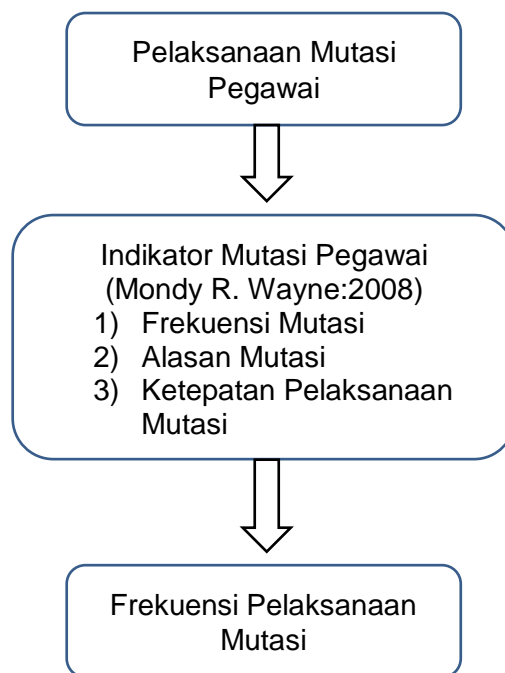 Pelaksanaan Mutasi
Pegawai
Indikator Mutasi Pegawai
(Mondy R. Wayne:2008)
1) Frekuensi Mutasi
2) Alasan Mutasi
3) Ketepatan Pelaksanaan
Mutasi
Frekuensi Pelaksanaan
Mutasi